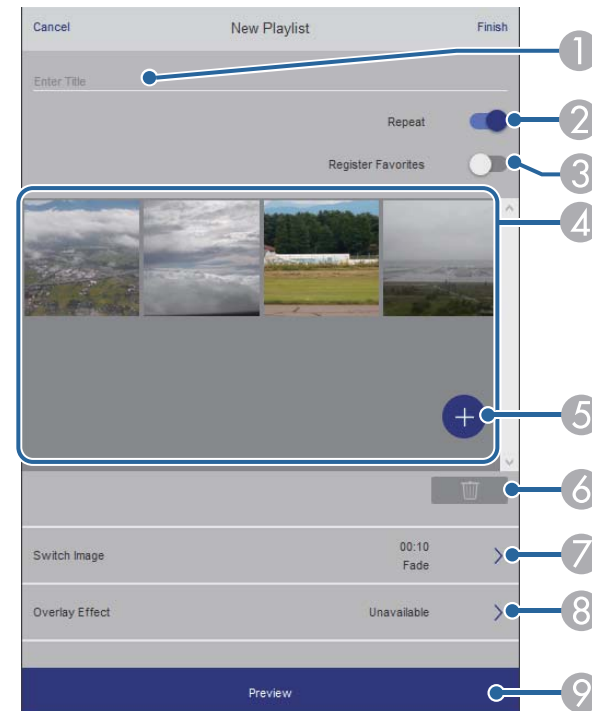 Cancel New Playlist Finish
1
Enter Title
Repeat 2
Register Favorites 3
4
5
6
Switch Image 00:10 7
Fade
Overlay Effect Unavailable 8
Preview 9